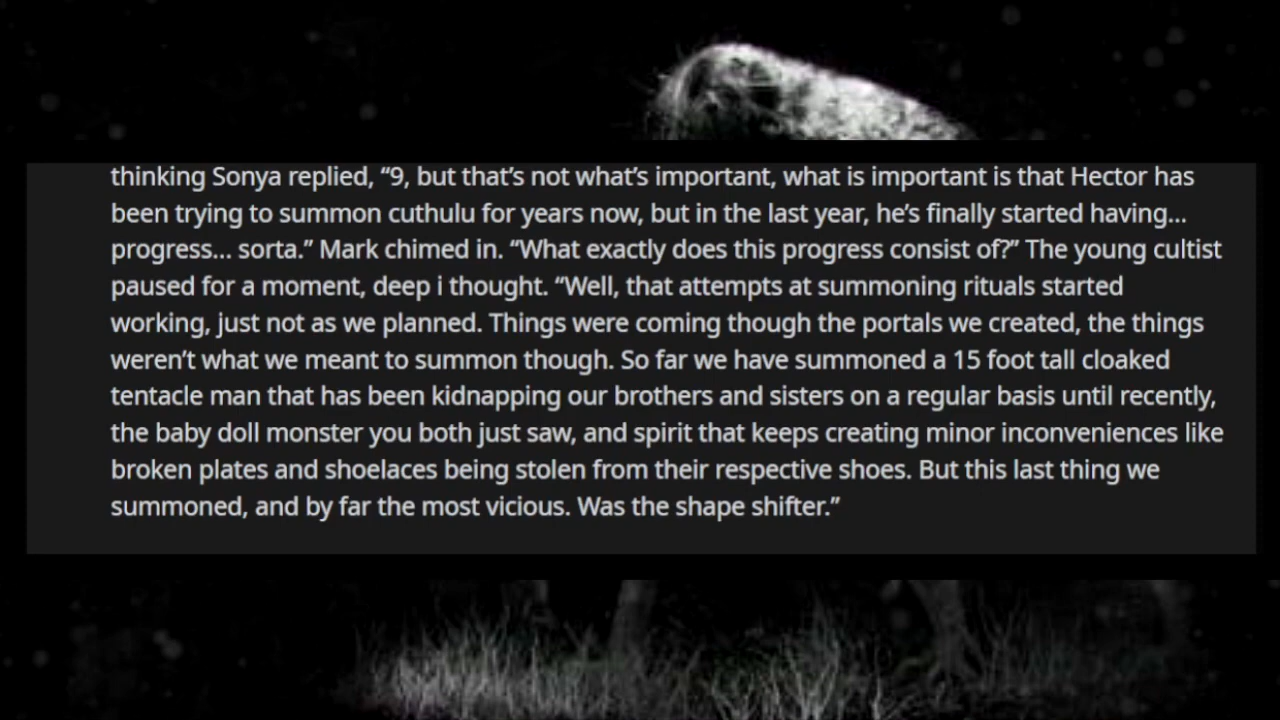 thinking Sonya replied, “9, but that’s not what’s important, what is important is that Hector has
been trying to summon cuthulu for years now, but in the last year, he’s finally started having...
progress... sorta.” Mark chimed in. “What exactly does this progress consist of?” The young cultist
paused for a moment, deep i thought. “Well, that attempts at summoning rituals started
working, just not as we planned. Things were coming though the portals we created, the things
weren’t what we meant to summon though. So far we have summoned a 15 foot tall cloaked
tentacle man that has been kidnapping our brothers and sisters on a regular basis until recently,
the baby doll monster you both just saw, and spirit that keeps creating minor inconveniences like
broken plates and shoelaces being stolen from their respective shoes. But this last thing we
summoned, and by far the most vicious. Was the shape shifter.”